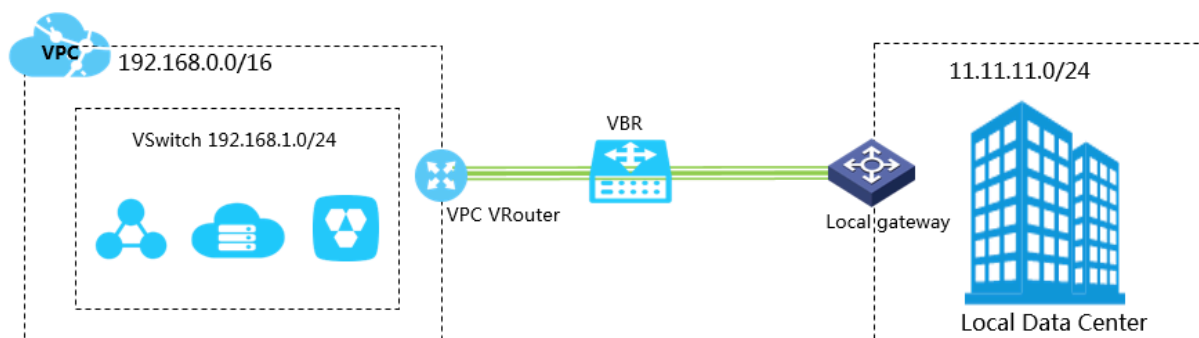 VPC
192.168.0.0/16
VSwitch 192.168.1.0/24
VPC VRouter
VBR
Local gateway
11.11.11.0/24
Local Data Center